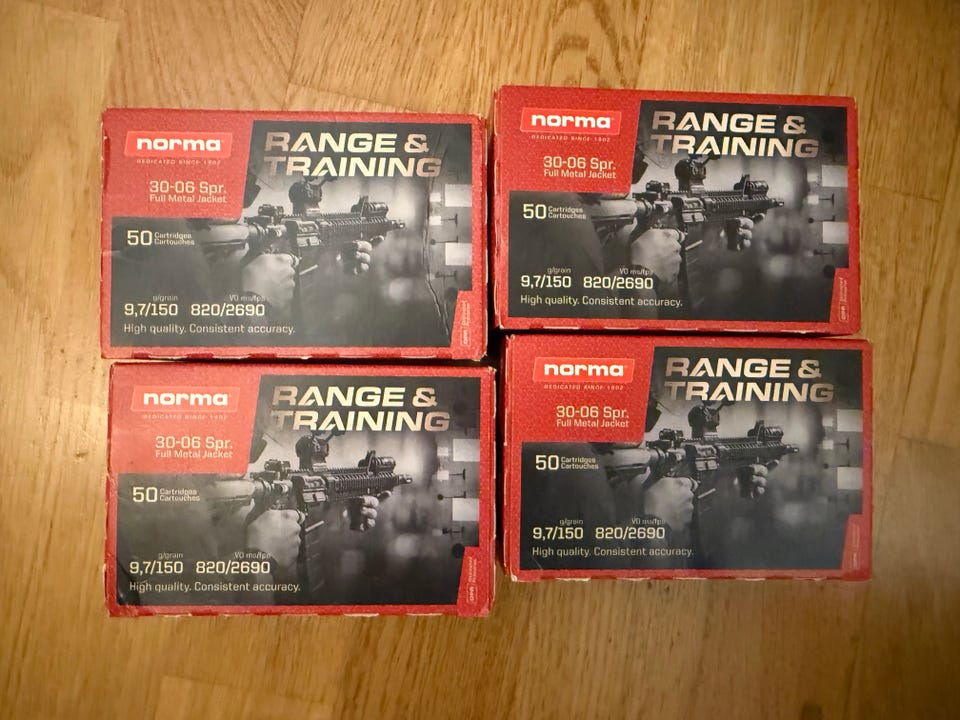 norma
DEDICATED SINCE 1902
RANGE &
TRAINING
30-06 Spr.
Full Metal Jacket
50 Cartridges
Cartouches
g/grain V0 ms/fps
9,7/150 820/2690
High quality. Consistent accuracy.
norma
DEDICATED SINCE 1902
RANGE &
TRAINING
30-06 Spr.
Full Metal Jacket
50 Cartridges
Cartouches
g/grain V0 ms/fps
9,7/150 820/2690
High quality. Consistent accuracy.
norma
DEDICATED SINCE 1902
RANGE &
TRAINING
30-06 Spr.
Full Metal Jacket
50 Cartridges
Cartouches
g/grain V0 ms/fps
9,7/150 820/2690
High quality. Consistent accuracy.
norma
DEDICATED SINCE 1902
RANGE &
TRAINING
30-06 Spr.
Full Metal Jacket
50 Cartridges
Cartouches
g/grain V0 ms/fps
9,7/150 820/2690
High quality. Consistent accuracy.